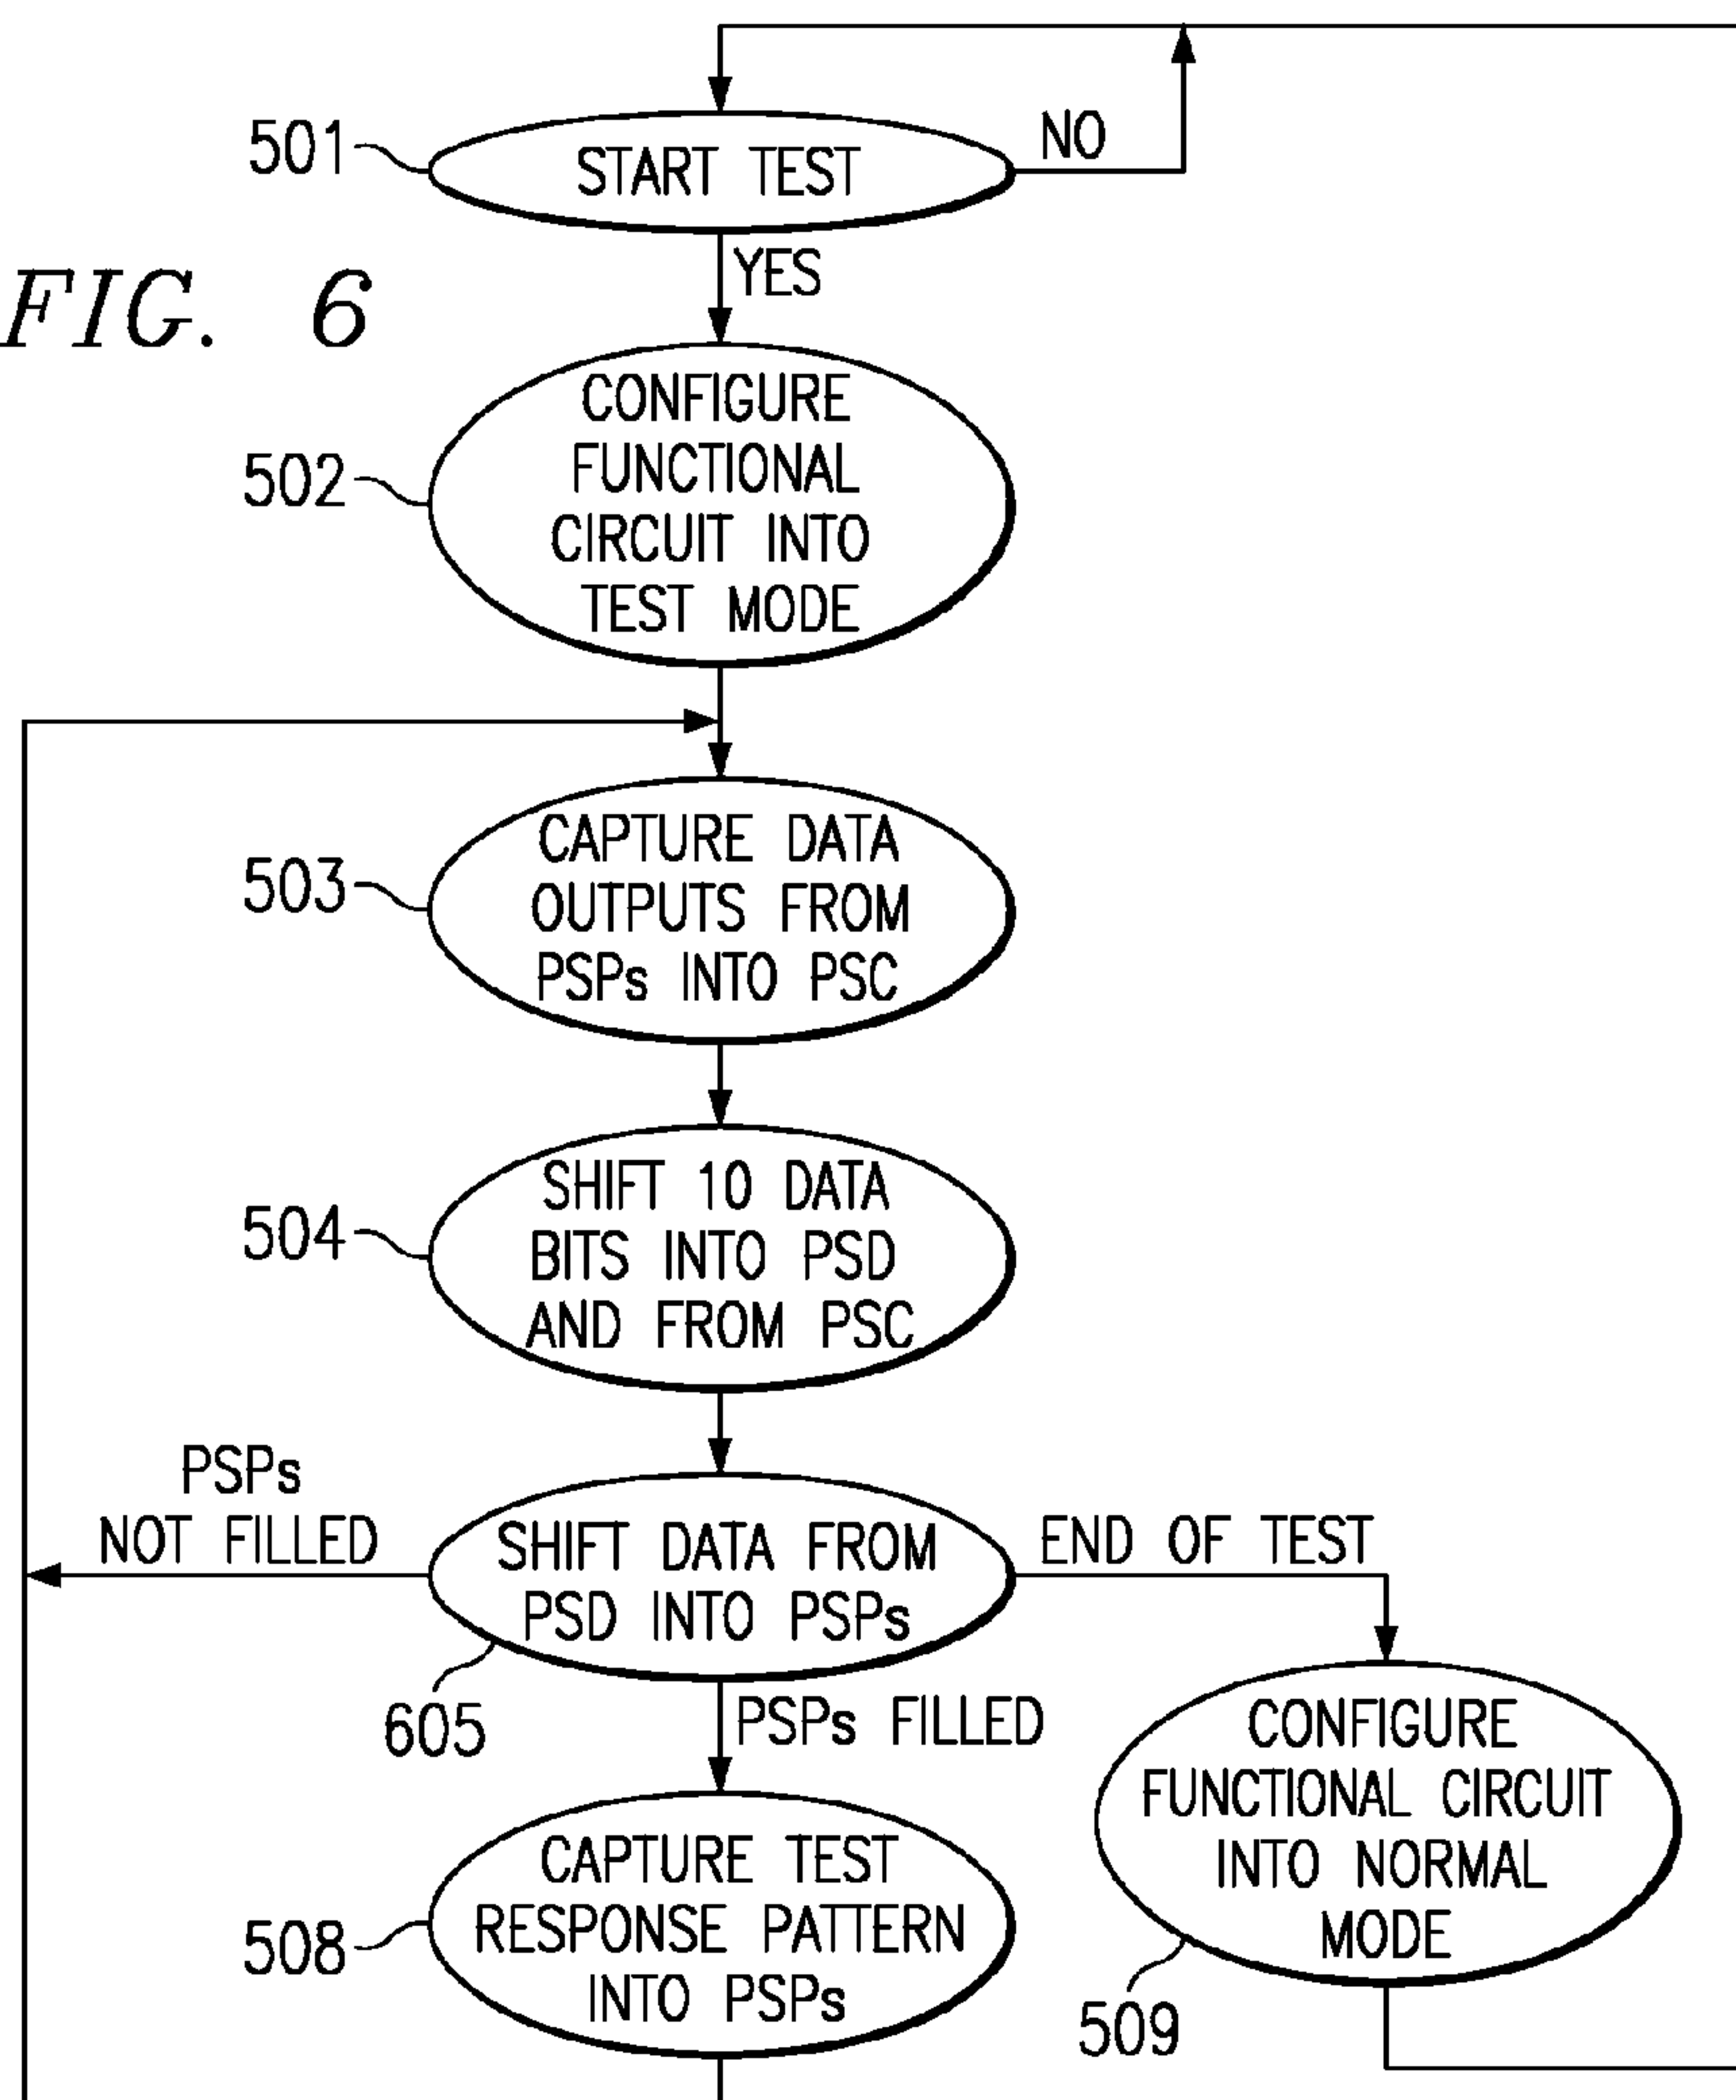 501
START TEST
NO
YES
FIG. 6
502
CONFIGURE
FUNCTIONAL
CIRCUIT INTO
TEST MODE
503
CAPTURE DATA
OUTPUTS FROM
PSPs INTO PSC
504
SHIFT 10 DATA
BITS INTO PSD
AND FROM PSC
PSPs
NOT FILLED
SHIFT DATA FROM
PSD INTO PSPs
END OF TEST
605
PSPs FILLED
CONFIGURE
FUNCTIONAL CIRCUIT
INTO NORMAL
MODE
508
CAPTURE TEST
RESPONSE PATTERN
INTO PSPs
509